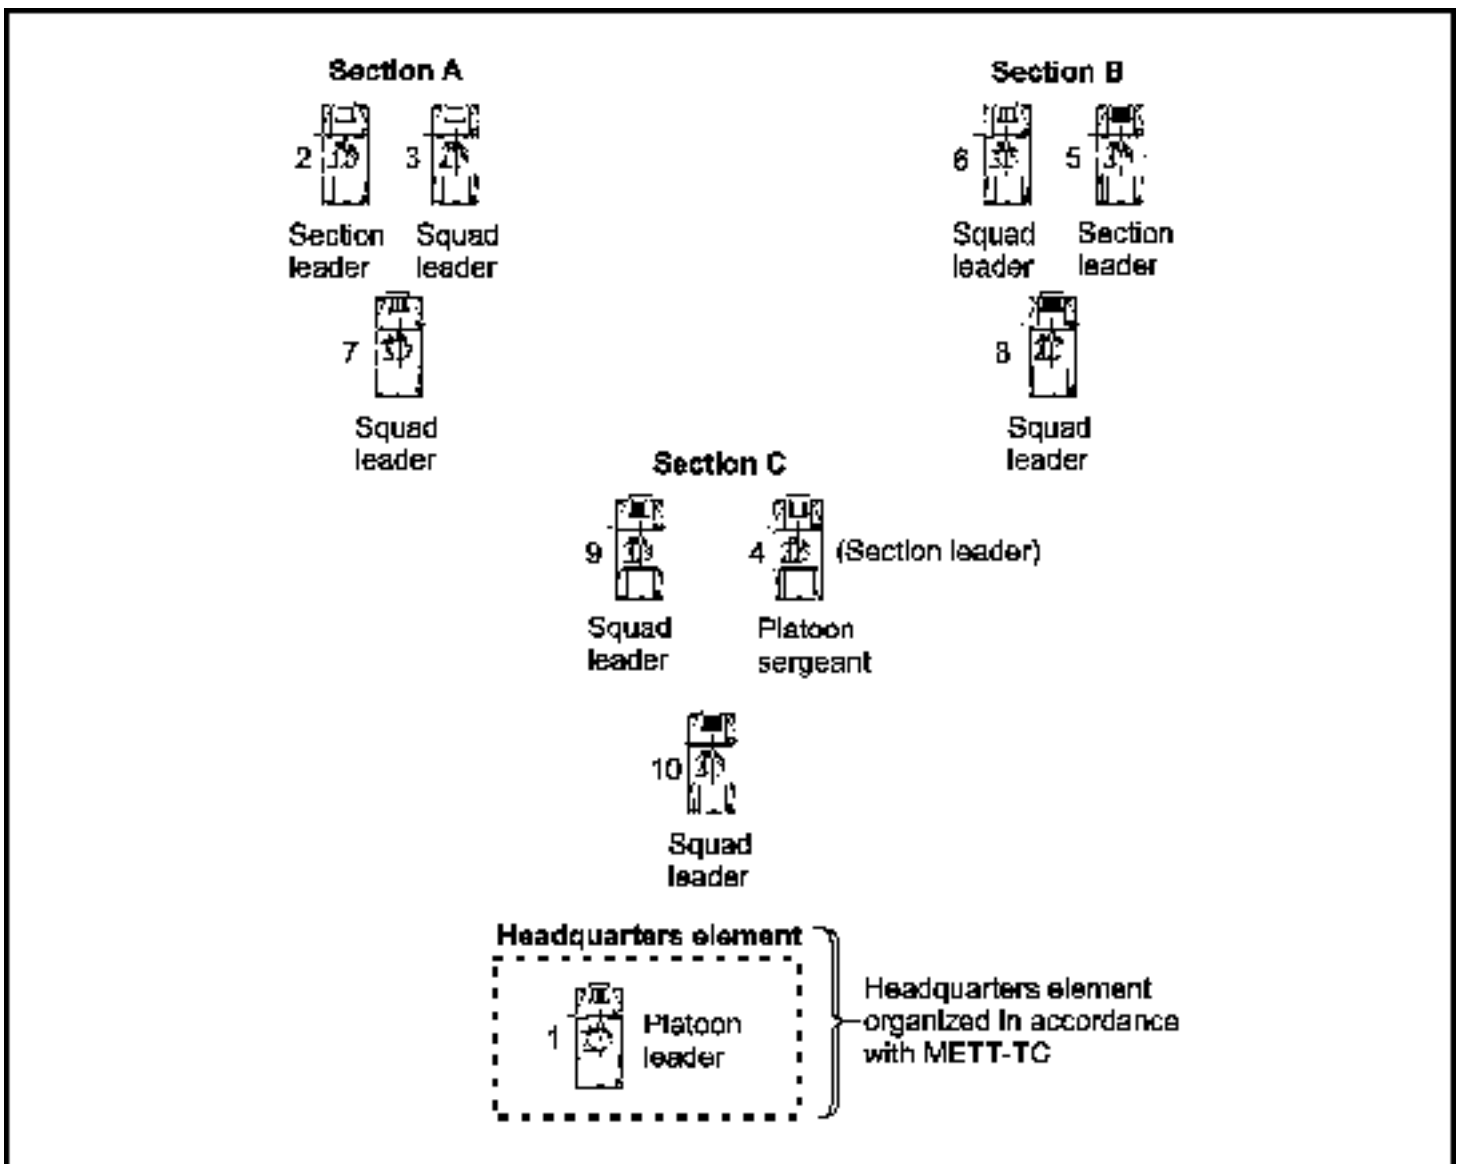 Section A
Section B
2
3
6
5
Section
leader
Squad
leader
Squad
leader
Section
leader
7
8
Squad
leader
Squad
leader
Section C
9
4
(Section leader)
Squad
leader
Platoon
sergeant
10
Squad
leader
Headquarters element
1
Platoon
leader
Headquarters element
organized in accordance
with METT-TC